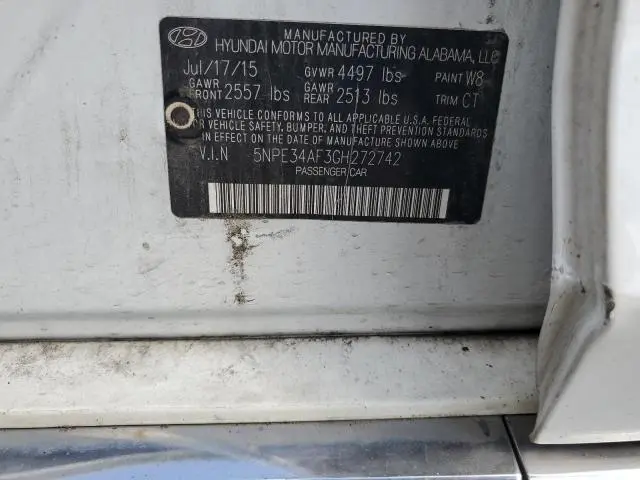 MANUFACTURED BY
HYUNDAI MOTOR MANUFACTURING ALABAMA, LLC
Jul/17/15 GVWR 4497 lbs PAINT W8
GAWR FRONT 2557 lbs GAWR REAR 2513 lbs TRIM CT
THIS VEHICLE CONFORMS TO ALL APPLICABLE U.S.A. FEDERAL
MOTOR VEHICLE SAFETY, BUMPER, AND THEFT PREVENTION STANDARDS
IN EFFECT ON THE DATE OF MANUFACTURE SHOWN ABOVE.
V.I.N 5NPE34AF3GH272742
PASSENGER CAR